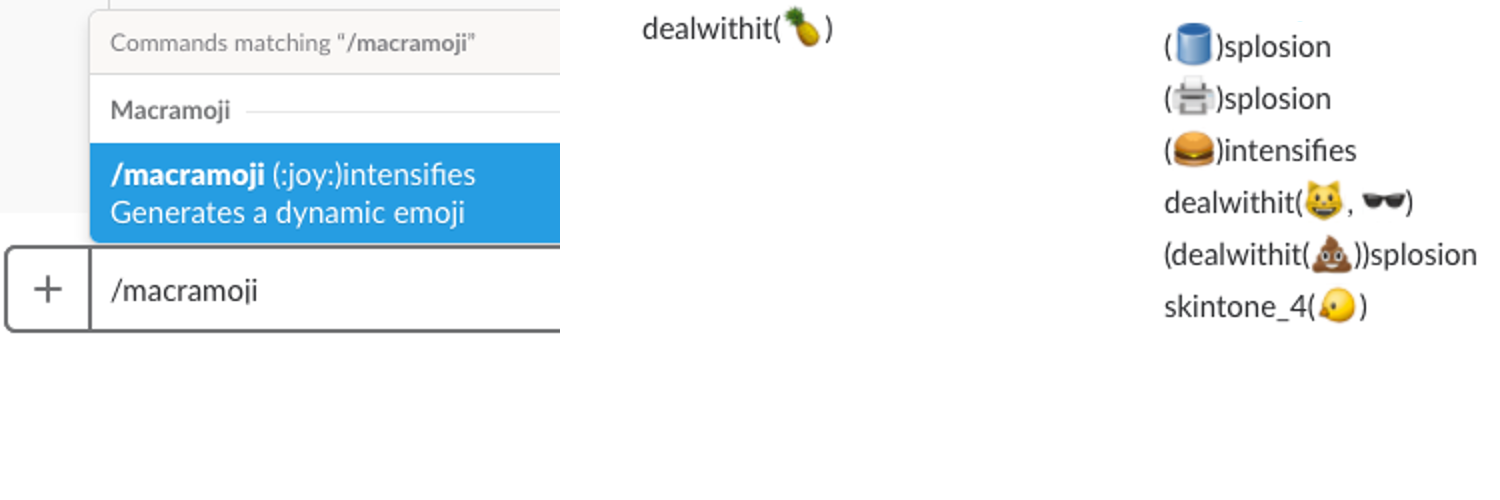 Commands matching “/macramoji”
Macramoji
/macramoji (:joy:)intensifies
Generates a dynamic emoji
+ /macramoji
dealwithit(🍍)
(🛢)splosion
(🖨)splosion
(🍔)intensifies
dealwithit(😺, 🕶)
(dealwithit(💩))splosion
skintone_4(🐤)